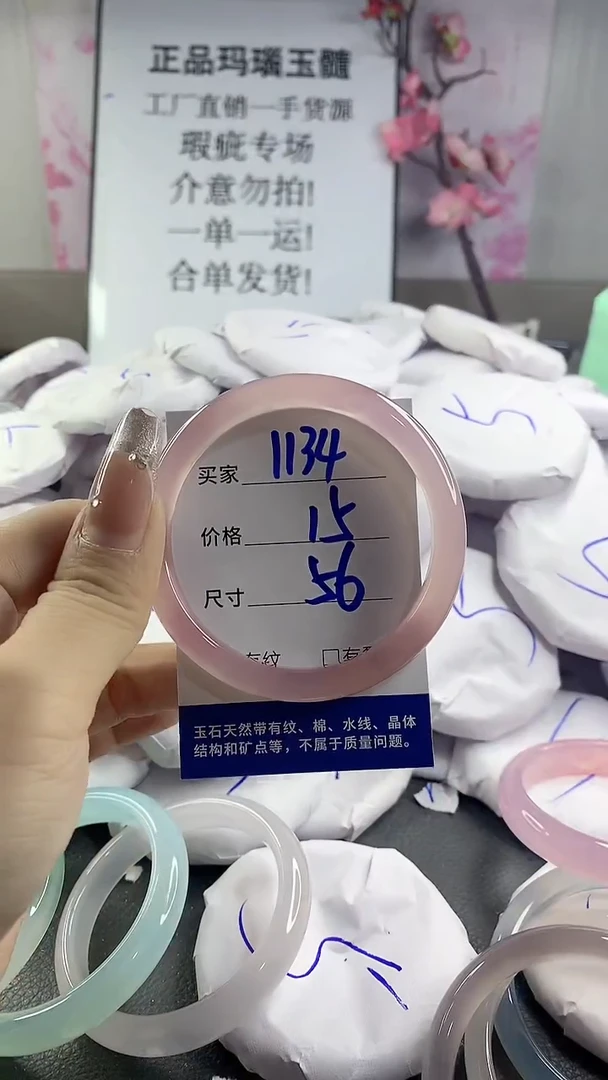 正品玛瑙玉髓
工厂直销一手货源
瑕疵专场
介意勿拍!
一单一运!
合单发货!
买家 1134
价格 15
尺寸 56
有纹 □有
玉石天然带有纹、棉、水线、晶体
结构和矿点等，不属于质量问题。